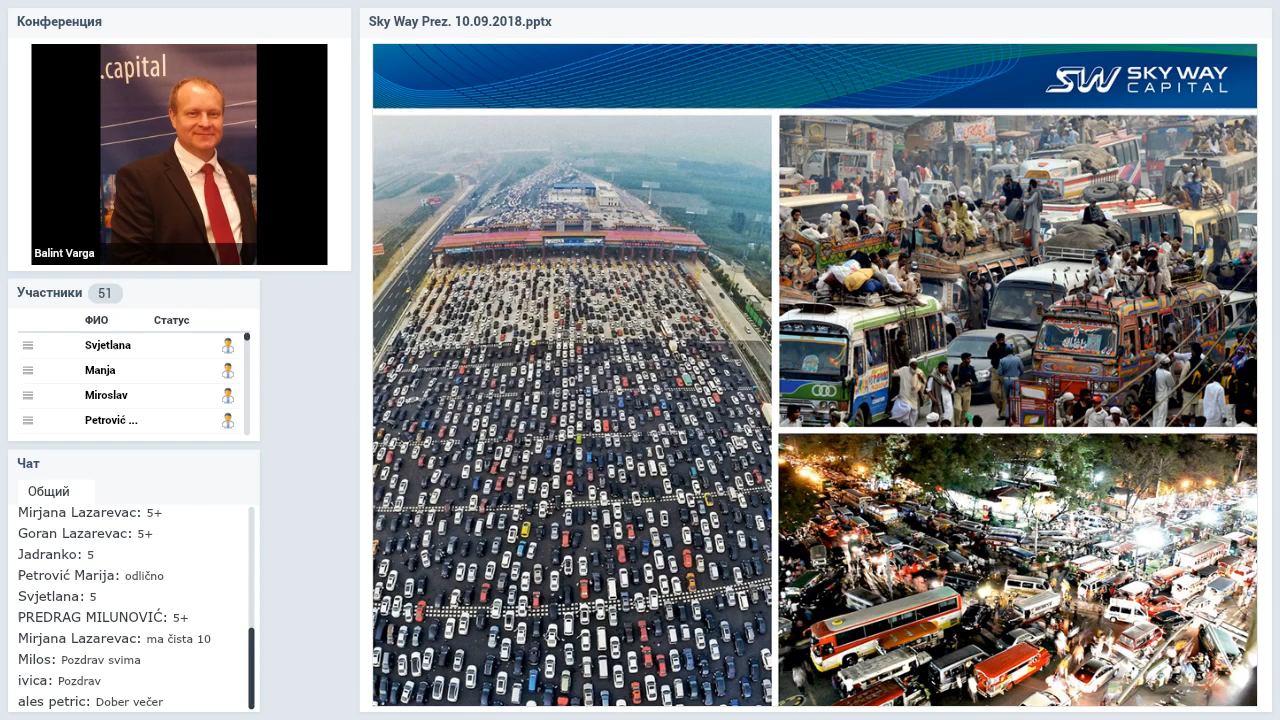 Конференция
.capital
Balint Varga
Участники 51
ФИО Статус
Svjetlana
Manja
Miroslav
Petrović ...
Чат
Общий
Mirjana Lazarevac: 5+
Goran Lazarevac: 5+
Jadranko: 5
Petrović Marija: odlično
Svjetlana: 5
PREDRAG MILUNOVIĆ: 5+
Mirjana Lazarevac: ma čista 10
Milos: Pozdrav svima
ivica: Pozdrav
ales petric: Dober večer
Sky Way Prez. 10.09.2018.pptx
SW SKY WAY
CAPITAL